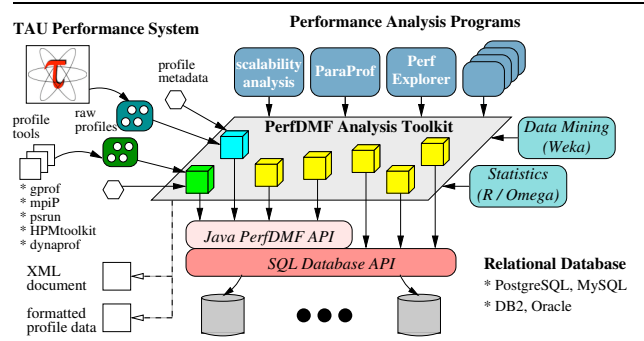 TAU Performance System
Performance Analysis Programs
profile
metadata
scalability
analysis
ParaProf
Perf
Explorer
τ
raw
profiles
profile
tools
PerfDMF Analysis Toolkit
Data Mining
(Weka)
Statistics
(R / Omega)
* gprof
* mpiP
* psrun
* HPMtoolkit
* dynaprof
Java PerfDMF API
SQL Database API
XML
document
formatted
profile data
Relational Database
* PostgreSQL, MySQL
* DB2, Oracle